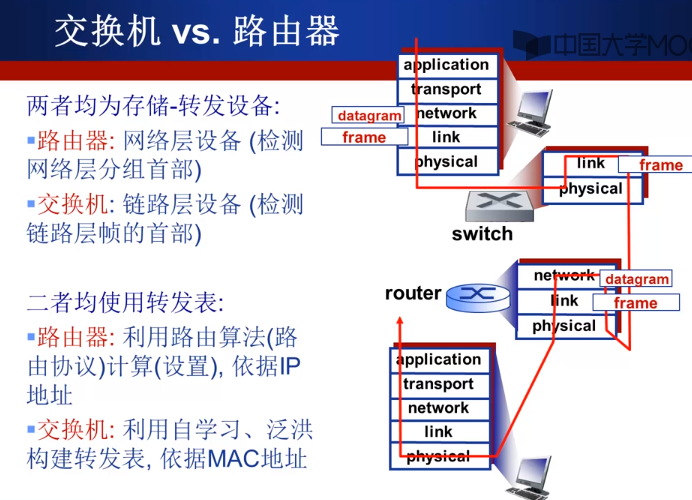 交换机 vs. 路由器
中国大学MO
两者均为存储-转发设备:
▪路由器: 网络层设备 (检测
网络层分组首部)
▪交换机: 链路层设备 (检测
链路层帧的首部)
二者均使用转发表:
▪路由器: 利用路由算法(路
由协议)计算(设置), 依据IP
地址
▪交换机: 利用自学习、泛洪
构建转发表, 依据MAC地址
application
transport
datagram
network
frame
link
physical
link
frame
physical
switch
router
network
datagram
link
frame
physical
application
transport
network
link
physical